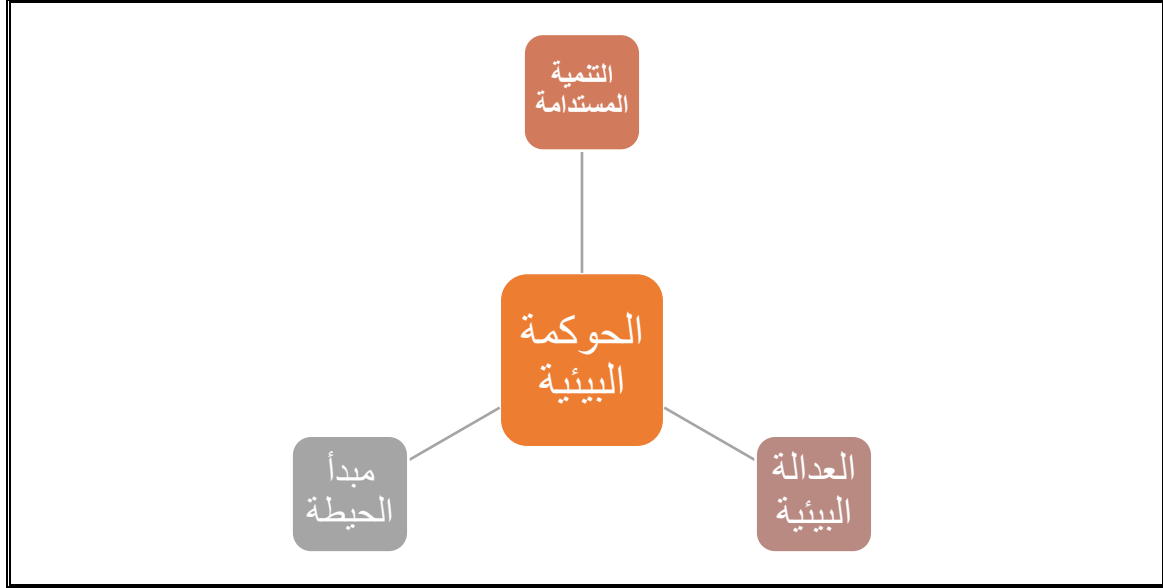 التنمية
المستدامة
الحوكمة
البيئية
العدالة
البيئية
مبدأ
الحيطة